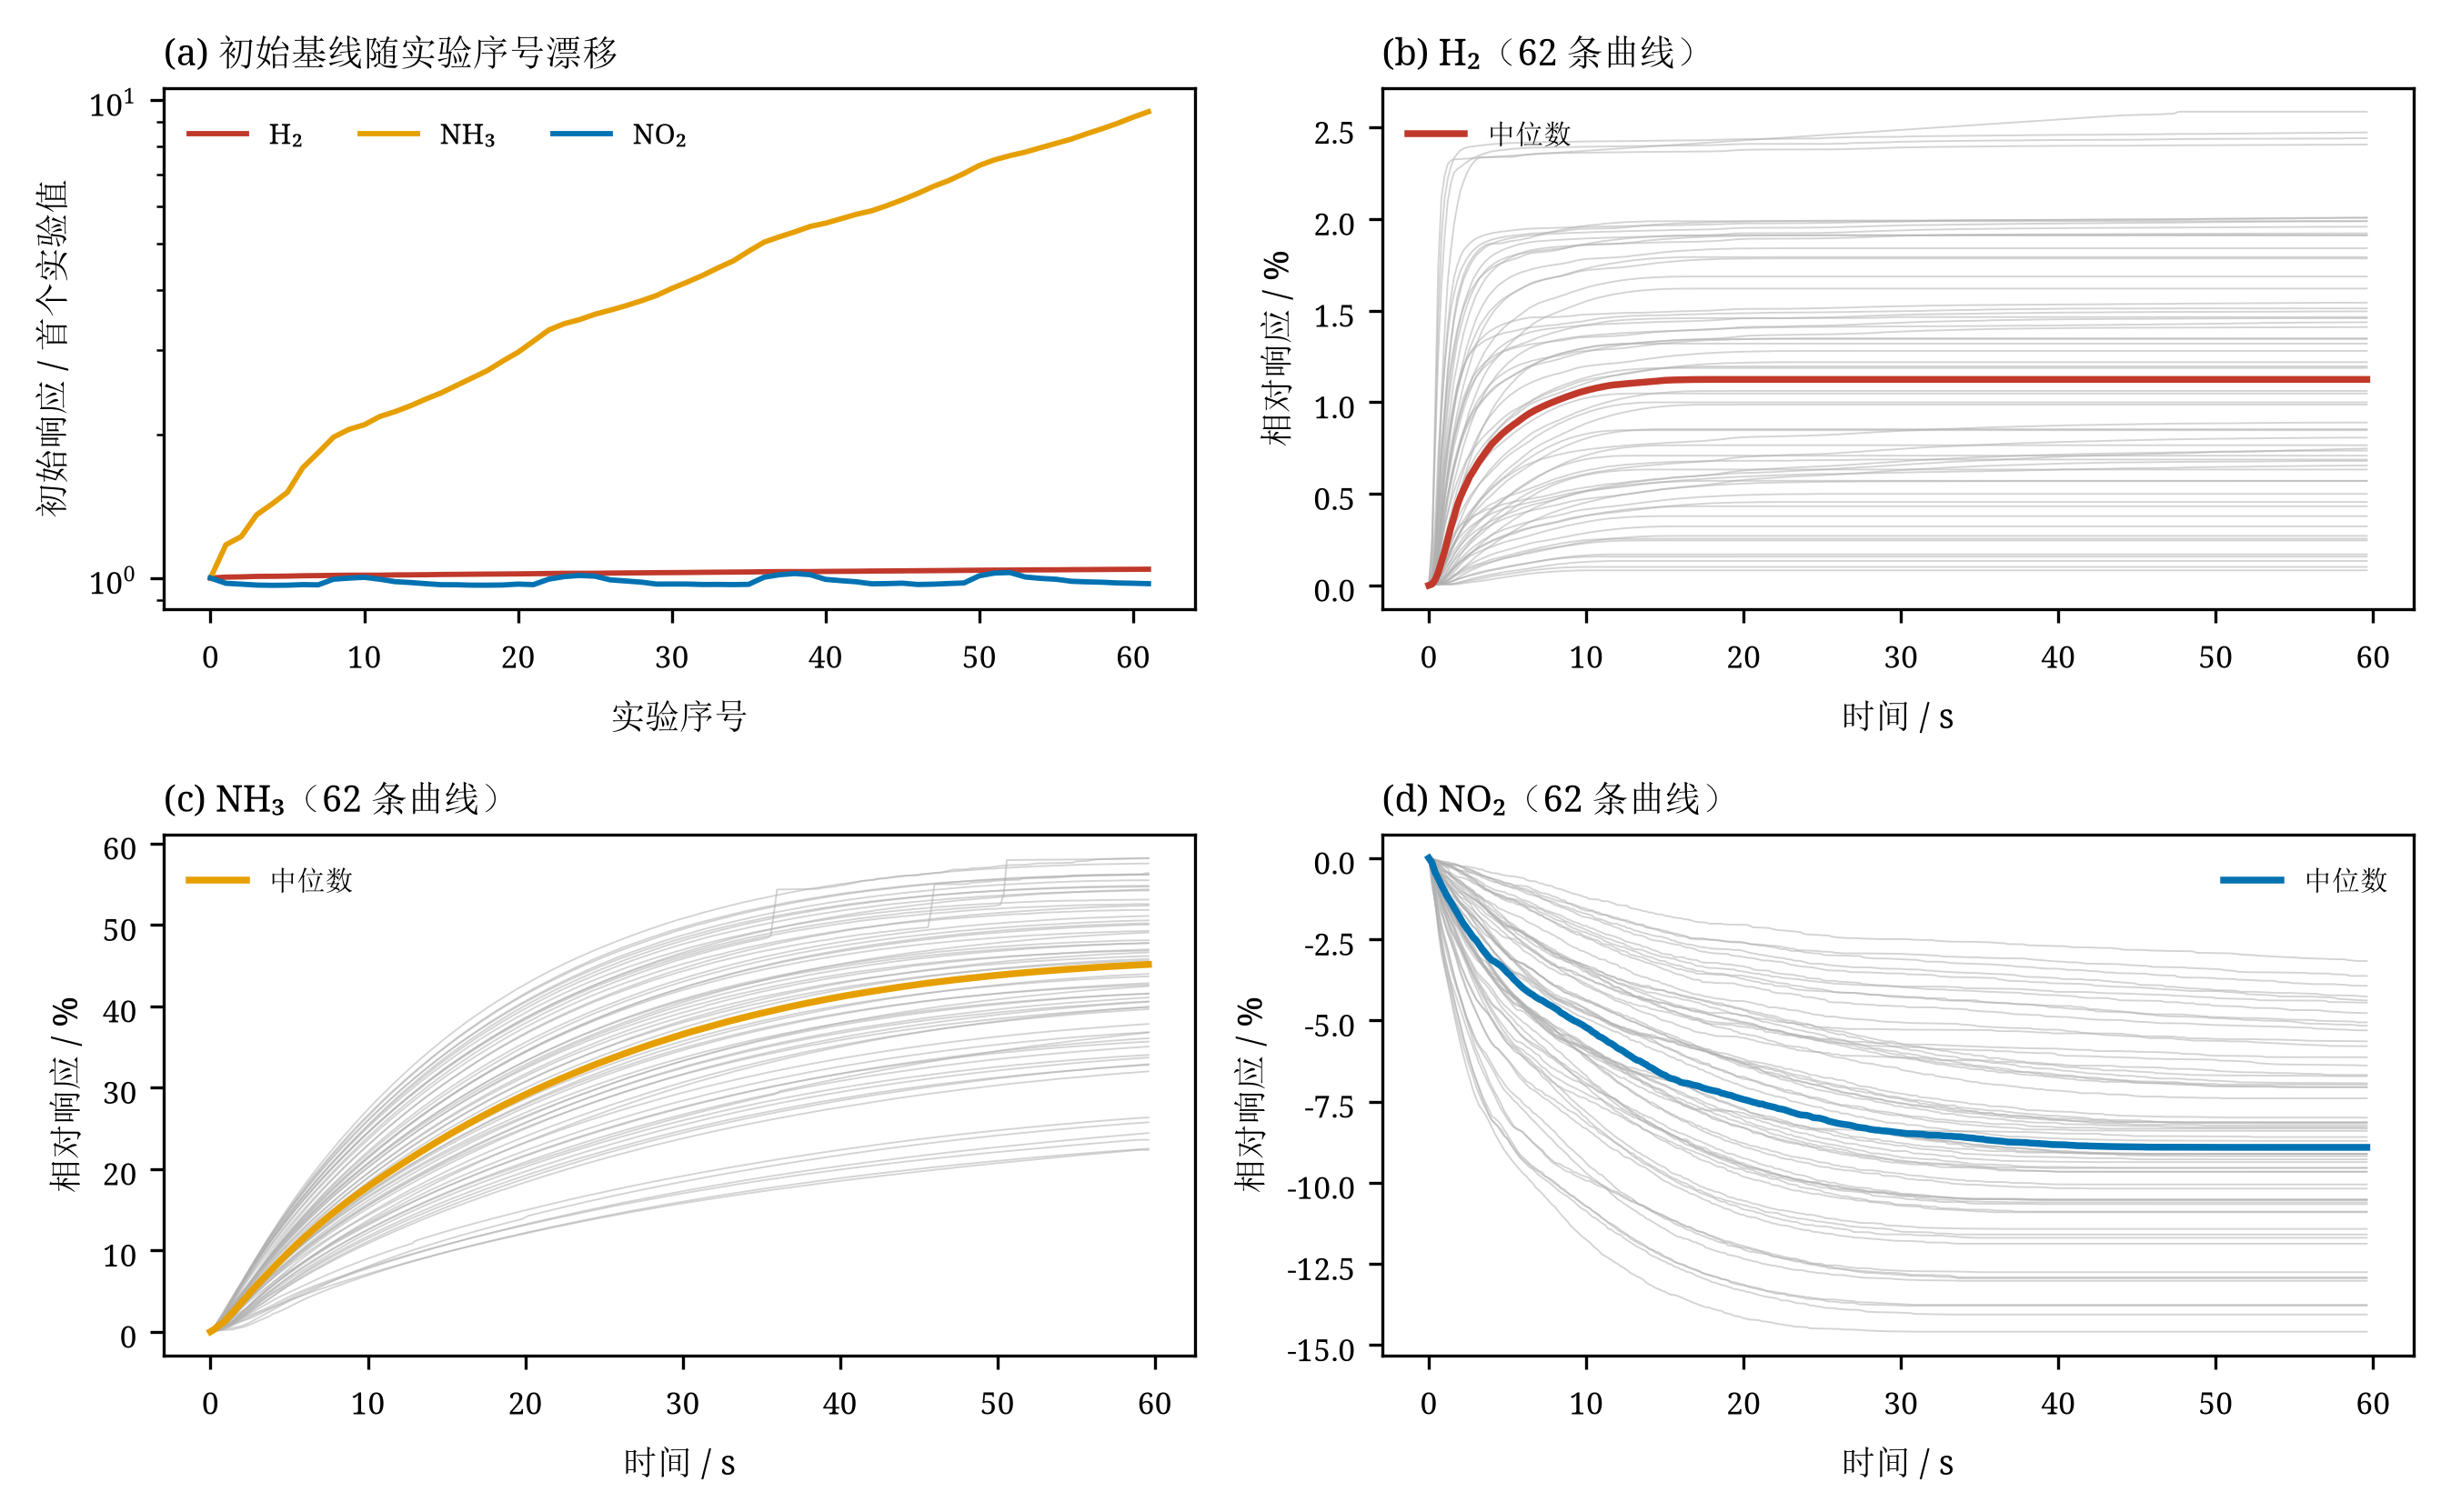 (a) 初始基线随实验序号漂移
初始响应 / 首个实验值
10¹
10⁰
H₂ NH₃ NO₂
0 10 20 30 40 50 60
实验序号
(b) H₂（62 条曲线）
相对响应 / %
中位数
2.5
2.0
1.5
1.0
0.5
0.0
0 10 20 30 40 50 60
时间 / s
(c) NH₃（62 条曲线）
相对响应 / %
中位数
60
50
40
30
20
10
0
0 10 20 30 40 50 60
时间 / s
(d) NO₂（62 条曲线）
相对响应 / %
中位数
0.0
-2.5
-5.0
-7.5
-10.0
-12.5
-15.0
0 10 20 30 40 50 60
时间 / s